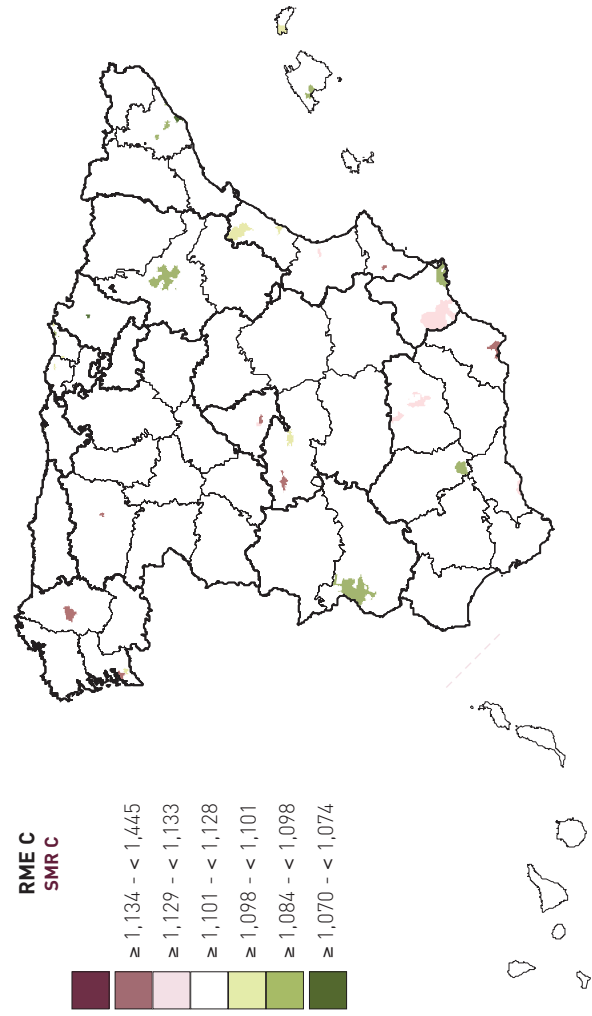 RME C
SMR C
≥ 1,134 - < 1,445
≥ 1,129 - < 1,133
≥ 1,101 - < 1,128
≥ 1,098 - < 1,101
≥ 1,084 - < 1,098
≥ 1,070 - < 1,074